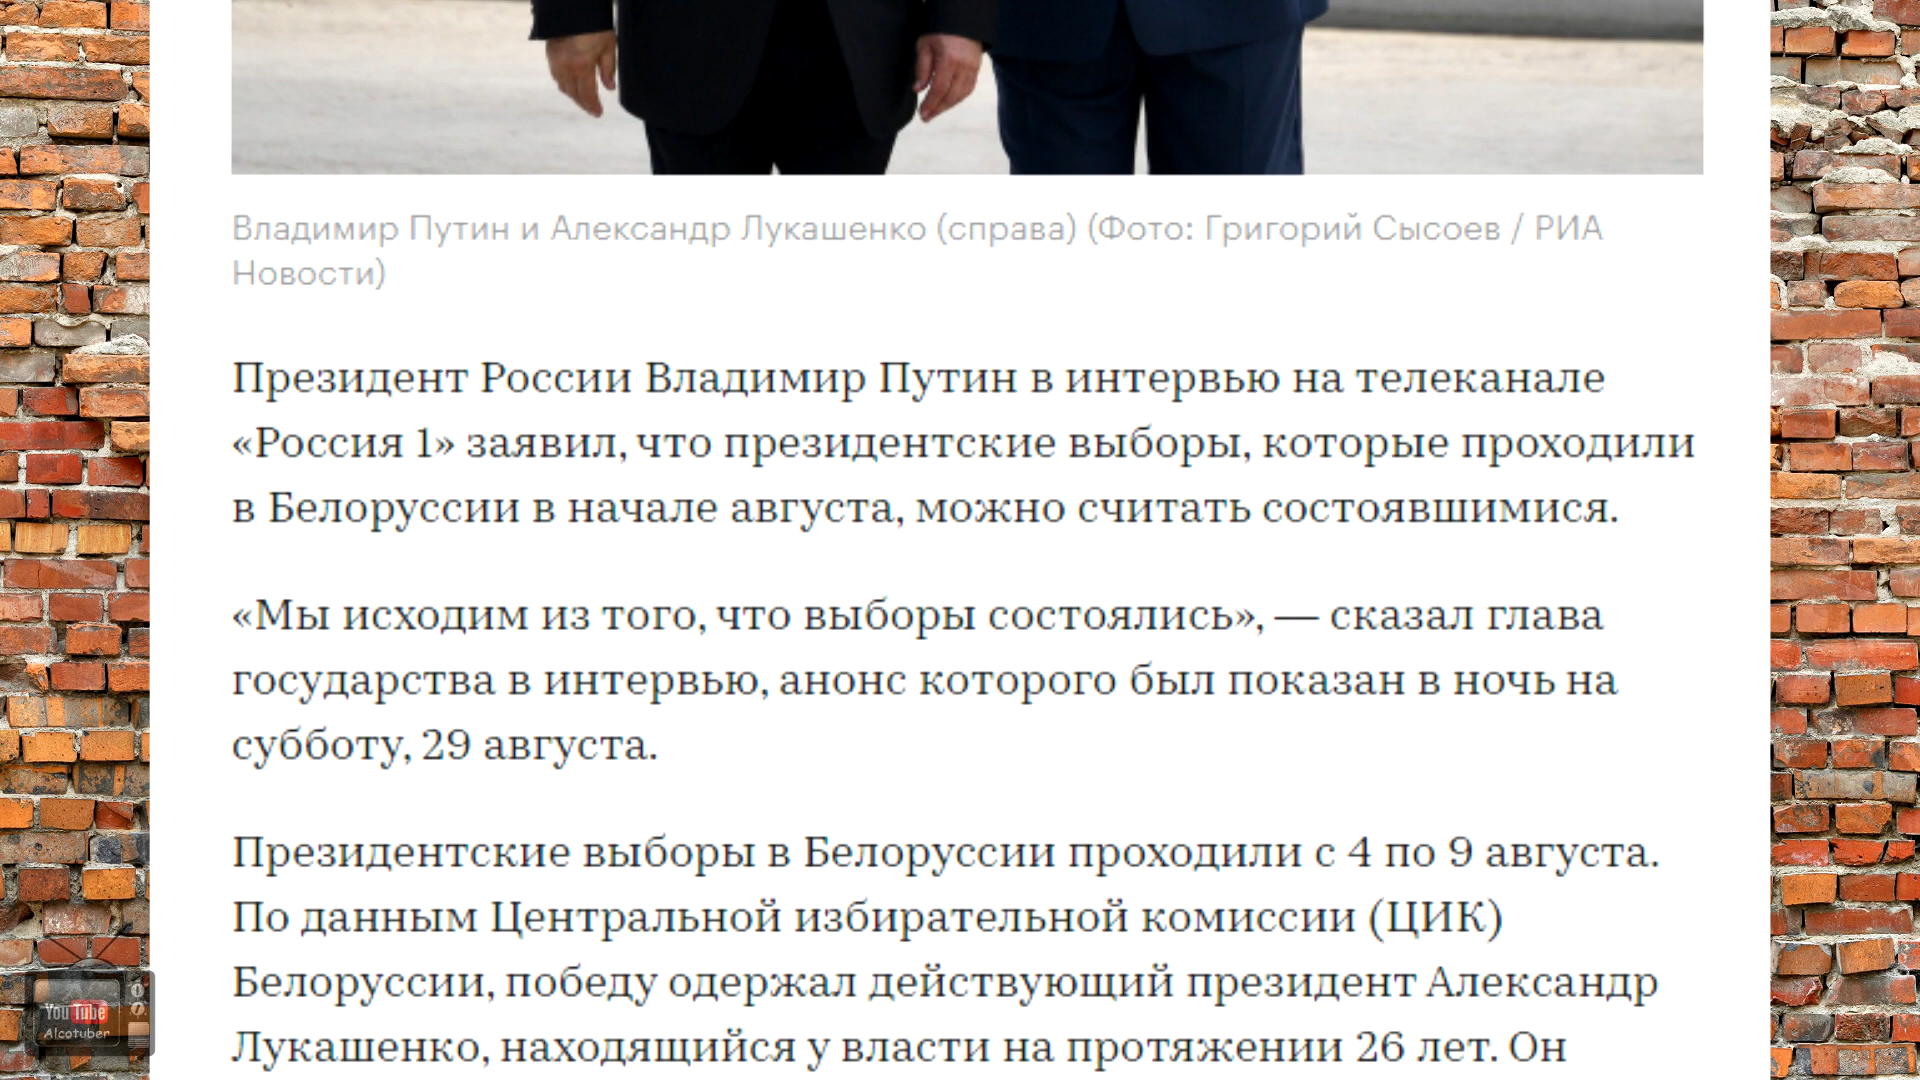 Владимир Путин и Александр Лукашенко (справа) (Фото: Григорий Сысоев / РИА
Новости)
Президент России Владимир Путин в интервью на телеканале
«Россия 1» заявил, что президентские выборы, которые проходили
в Белоруссии в начале августа, можно считать состоявшимися.
«Мы исходим из того, что выборы состоялись», — сказал глава
государства в интервью, анонс которого был показан в ночь на
субботу, 29 августа.
Президентские выборы в Белоруссии проходили с 4 по 9 августа.
По данным Центральной избирательной комиссии (ЦИК)
Белоруссии, победу одержал действующий президент Александр
Лукашенко, находящийся у власти на протяжении 26 лет. Он
You Tube
Alcotuber